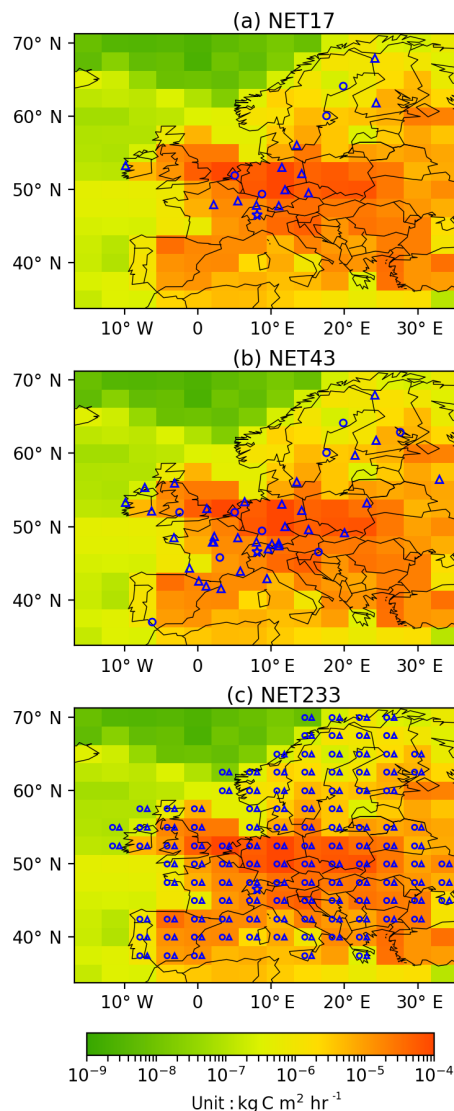 (a) NET17
70° N
60° N
50° N
40° N
10° W 0 10° E 20° E 30° E
(b) NET43
70° N
60° N
50° N
40° N
10° W 0 10° E 20° E 30° E
(c) NET233
70° N
60° N
50° N
40° N
10° W 0 10° E 20° E 30° E
10⁻⁹ 10⁻⁸ 10⁻⁷ 10⁻⁶ 10⁻⁵ 10⁻⁴
Unit : kg C m² hr⁻¹